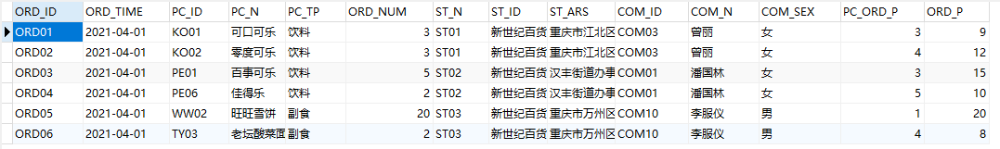 ORD_ID ORD_TIME PC_ID PC_N PC_TP ORD_NUM ST_N ST_ID ST_ARS COM_ID COM_N COM_SEX PC_ORD_P ORD_P
ORD01 2021-04-01 KO01 可口可乐 饮料 3 ST01 新世纪百货 重庆市江北区 COM03 曾丽 女 3 9
ORD02 2021-04-01 KO02 零度可乐 饮料 3 ST01 新世纪百货 重庆市江北区 COM03 曾丽 女 4 12
ORD03 2021-04-01 PE01 百事可乐 饮料 5 ST02 新世纪百货 汉丰街道办事 COM01 潘国林 女 3 15
ORD04 2021-04-01 PE06 佳得乐 饮料 2 ST02 新世纪百货 汉丰街道办事 COM01 潘国林 女 5 10
ORD05 2021-04-01 WW02 旺旺雪饼 副食 20 ST03 新世纪百货 重庆市万州区 COM10 李服仪 男 1 20
ORD06 2021-04-01 TY03 老坛酸菜面 副食 2 ST03 新世纪百货 重庆市万州区 COM10 李服仪 男 4 8